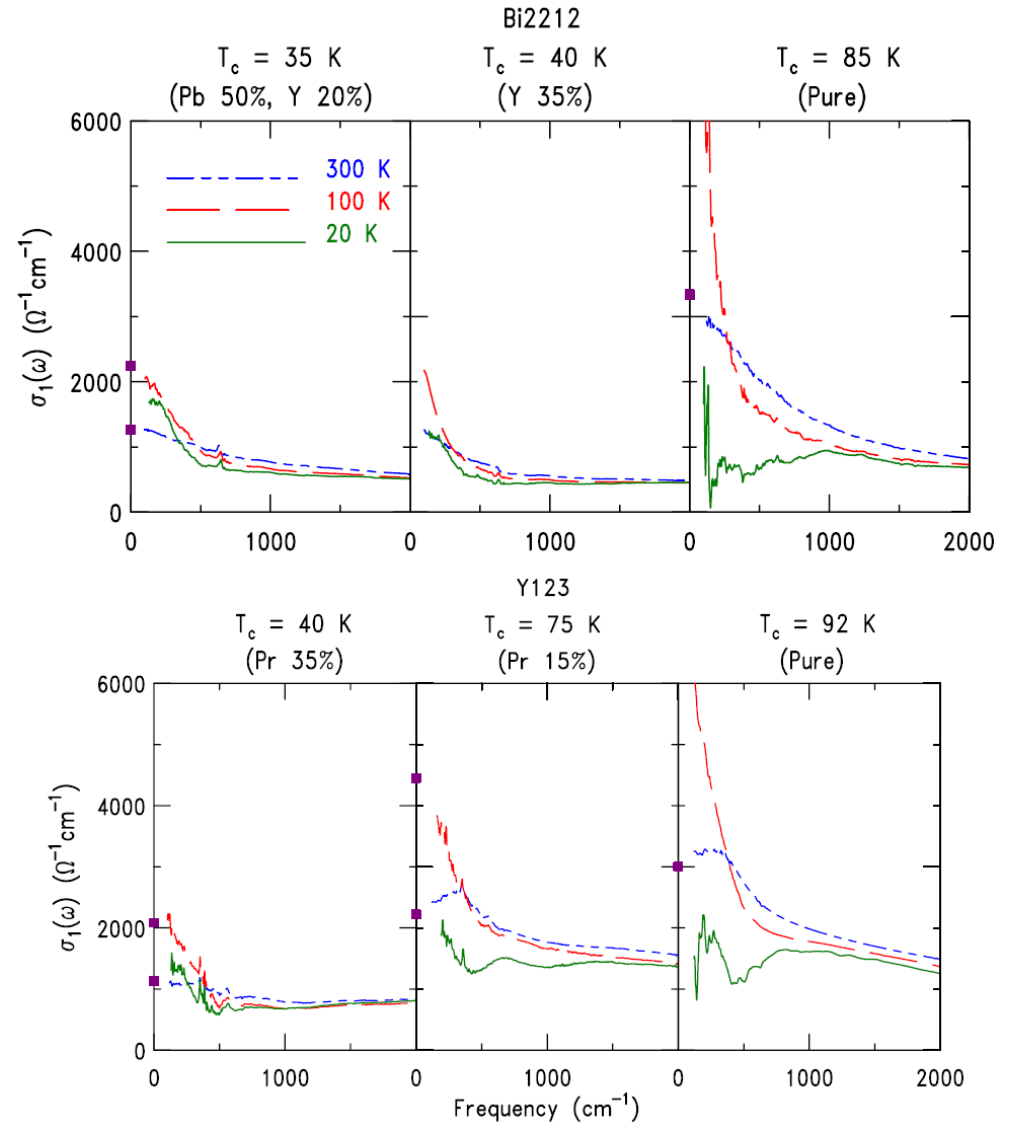 Bi2212
T_c = 35 K
(Pb 50%, Y 20%)
T_c = 40 K
(Y 35%)
T_c = 85 K
(Pure)
6000
4000
2000
0
σ₁(ω) (Ω⁻¹cm⁻¹)
300 K
100 K
20 K
0
1000
0
1000
0
1000
2000
Y123
T_c = 40 K
(Pr 35%)
T_c = 75 K
(Pr 15%)
T_c = 92 K
(Pure)
6000
4000
2000
0
σ₁(ω) (Ω⁻¹cm⁻¹)
0
1000
0
1000
0
1000
2000
Frequency (cm⁻¹)